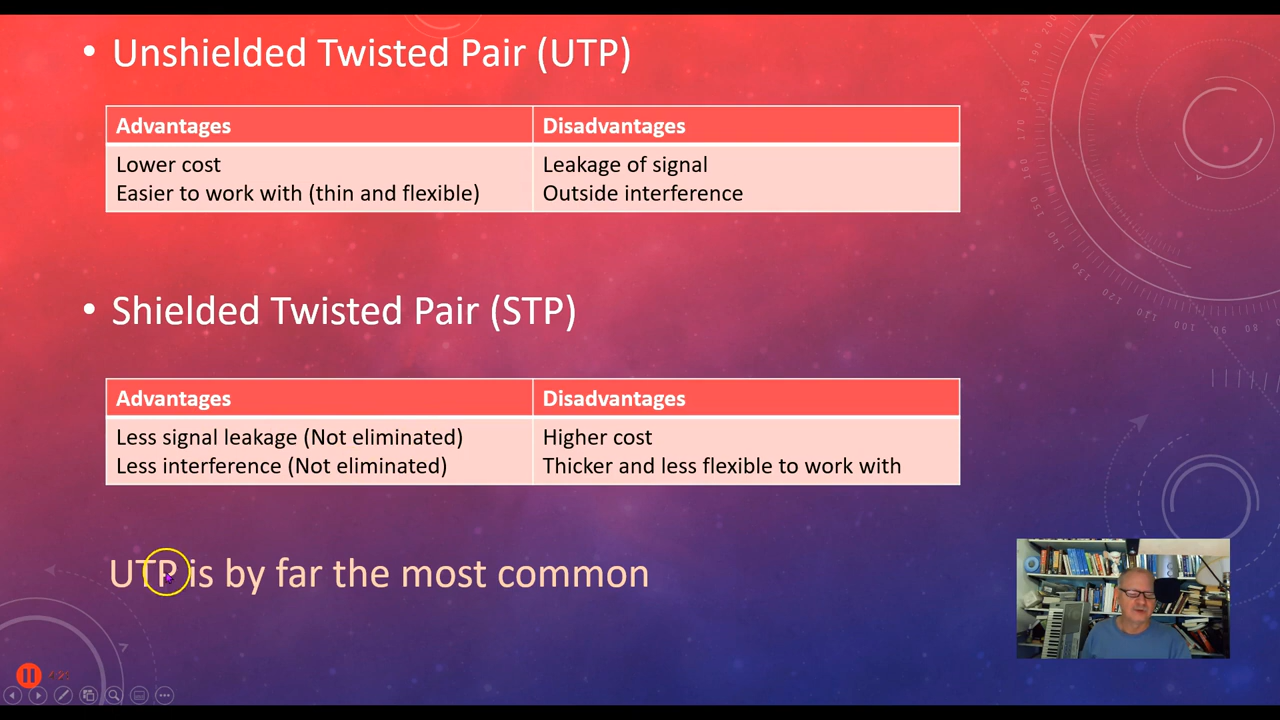 • Unshielded Twisted Pair (UTP)
Advantages Disadvantages
Lower cost Leakage of signal
Easier to work with (thin and flexible) Outside interference
• Shielded Twisted Pair (STP)
Advantages Disadvantages
Less signal leakage (Not eliminated) Higher cost
Less interference (Not eliminated) Thicker and less flexible to work with
UTP is by far the most common